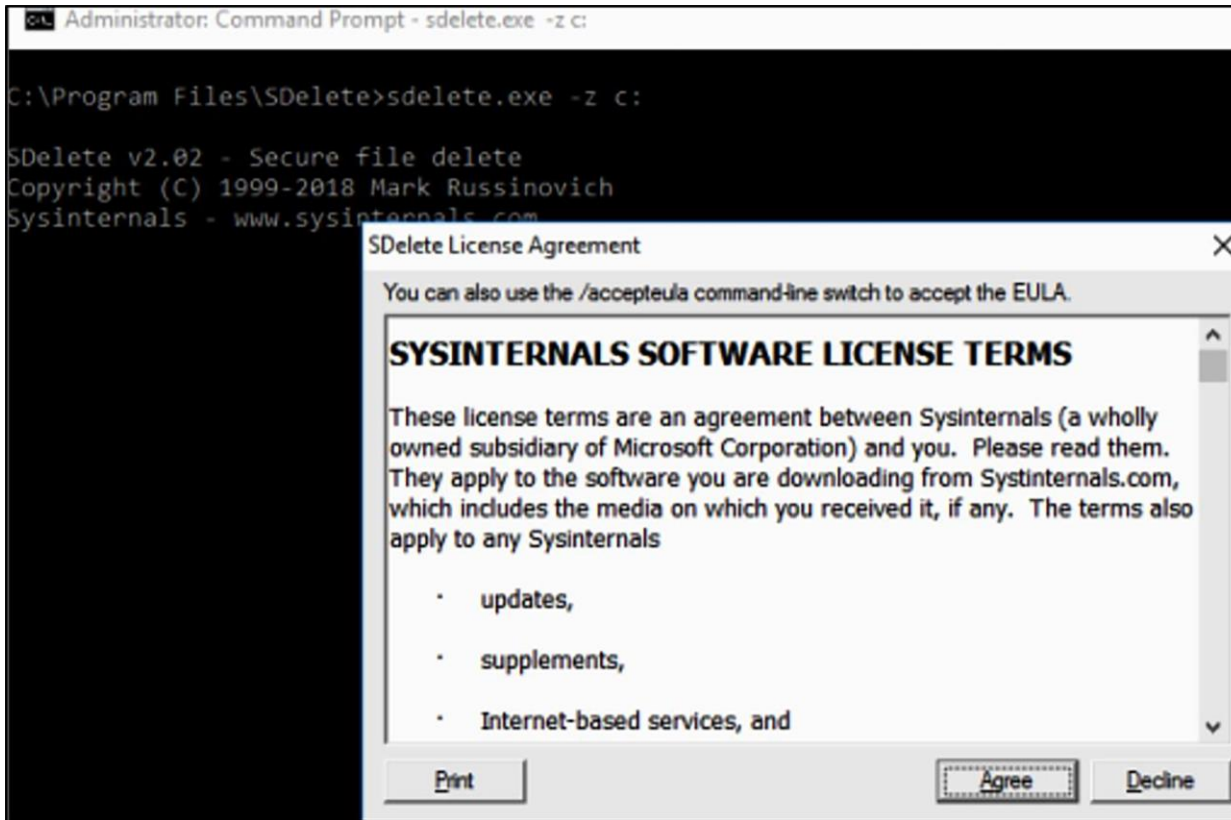 Administrator: Command Prompt - sdelete.exe -z c:
C:\Program Files\SDelete>sdelete.exe -z c:
SDelete v2.02 - Secure file delete
Copyright (C) 1999-2018 Mark Russinovich
Sysinternals - www.sysinternals.com
SDelete License Agreement
You can also use the /accepteula command-line switch to accept the EULA.
SYSINTERNALS SOFTWARE LICENSE TERMS
These license terms are an agreement between Sysinternals (a wholly
owned subsidiary of Microsoft Corporation) and you. Please read them.
They apply to the software you are downloading from Systinternals.com,
which includes the media on which you received it, if any. The terms also
apply to any Sysinternals
· updates,
· supplements,
· Internet-based services, and
Print
Agree
Decline